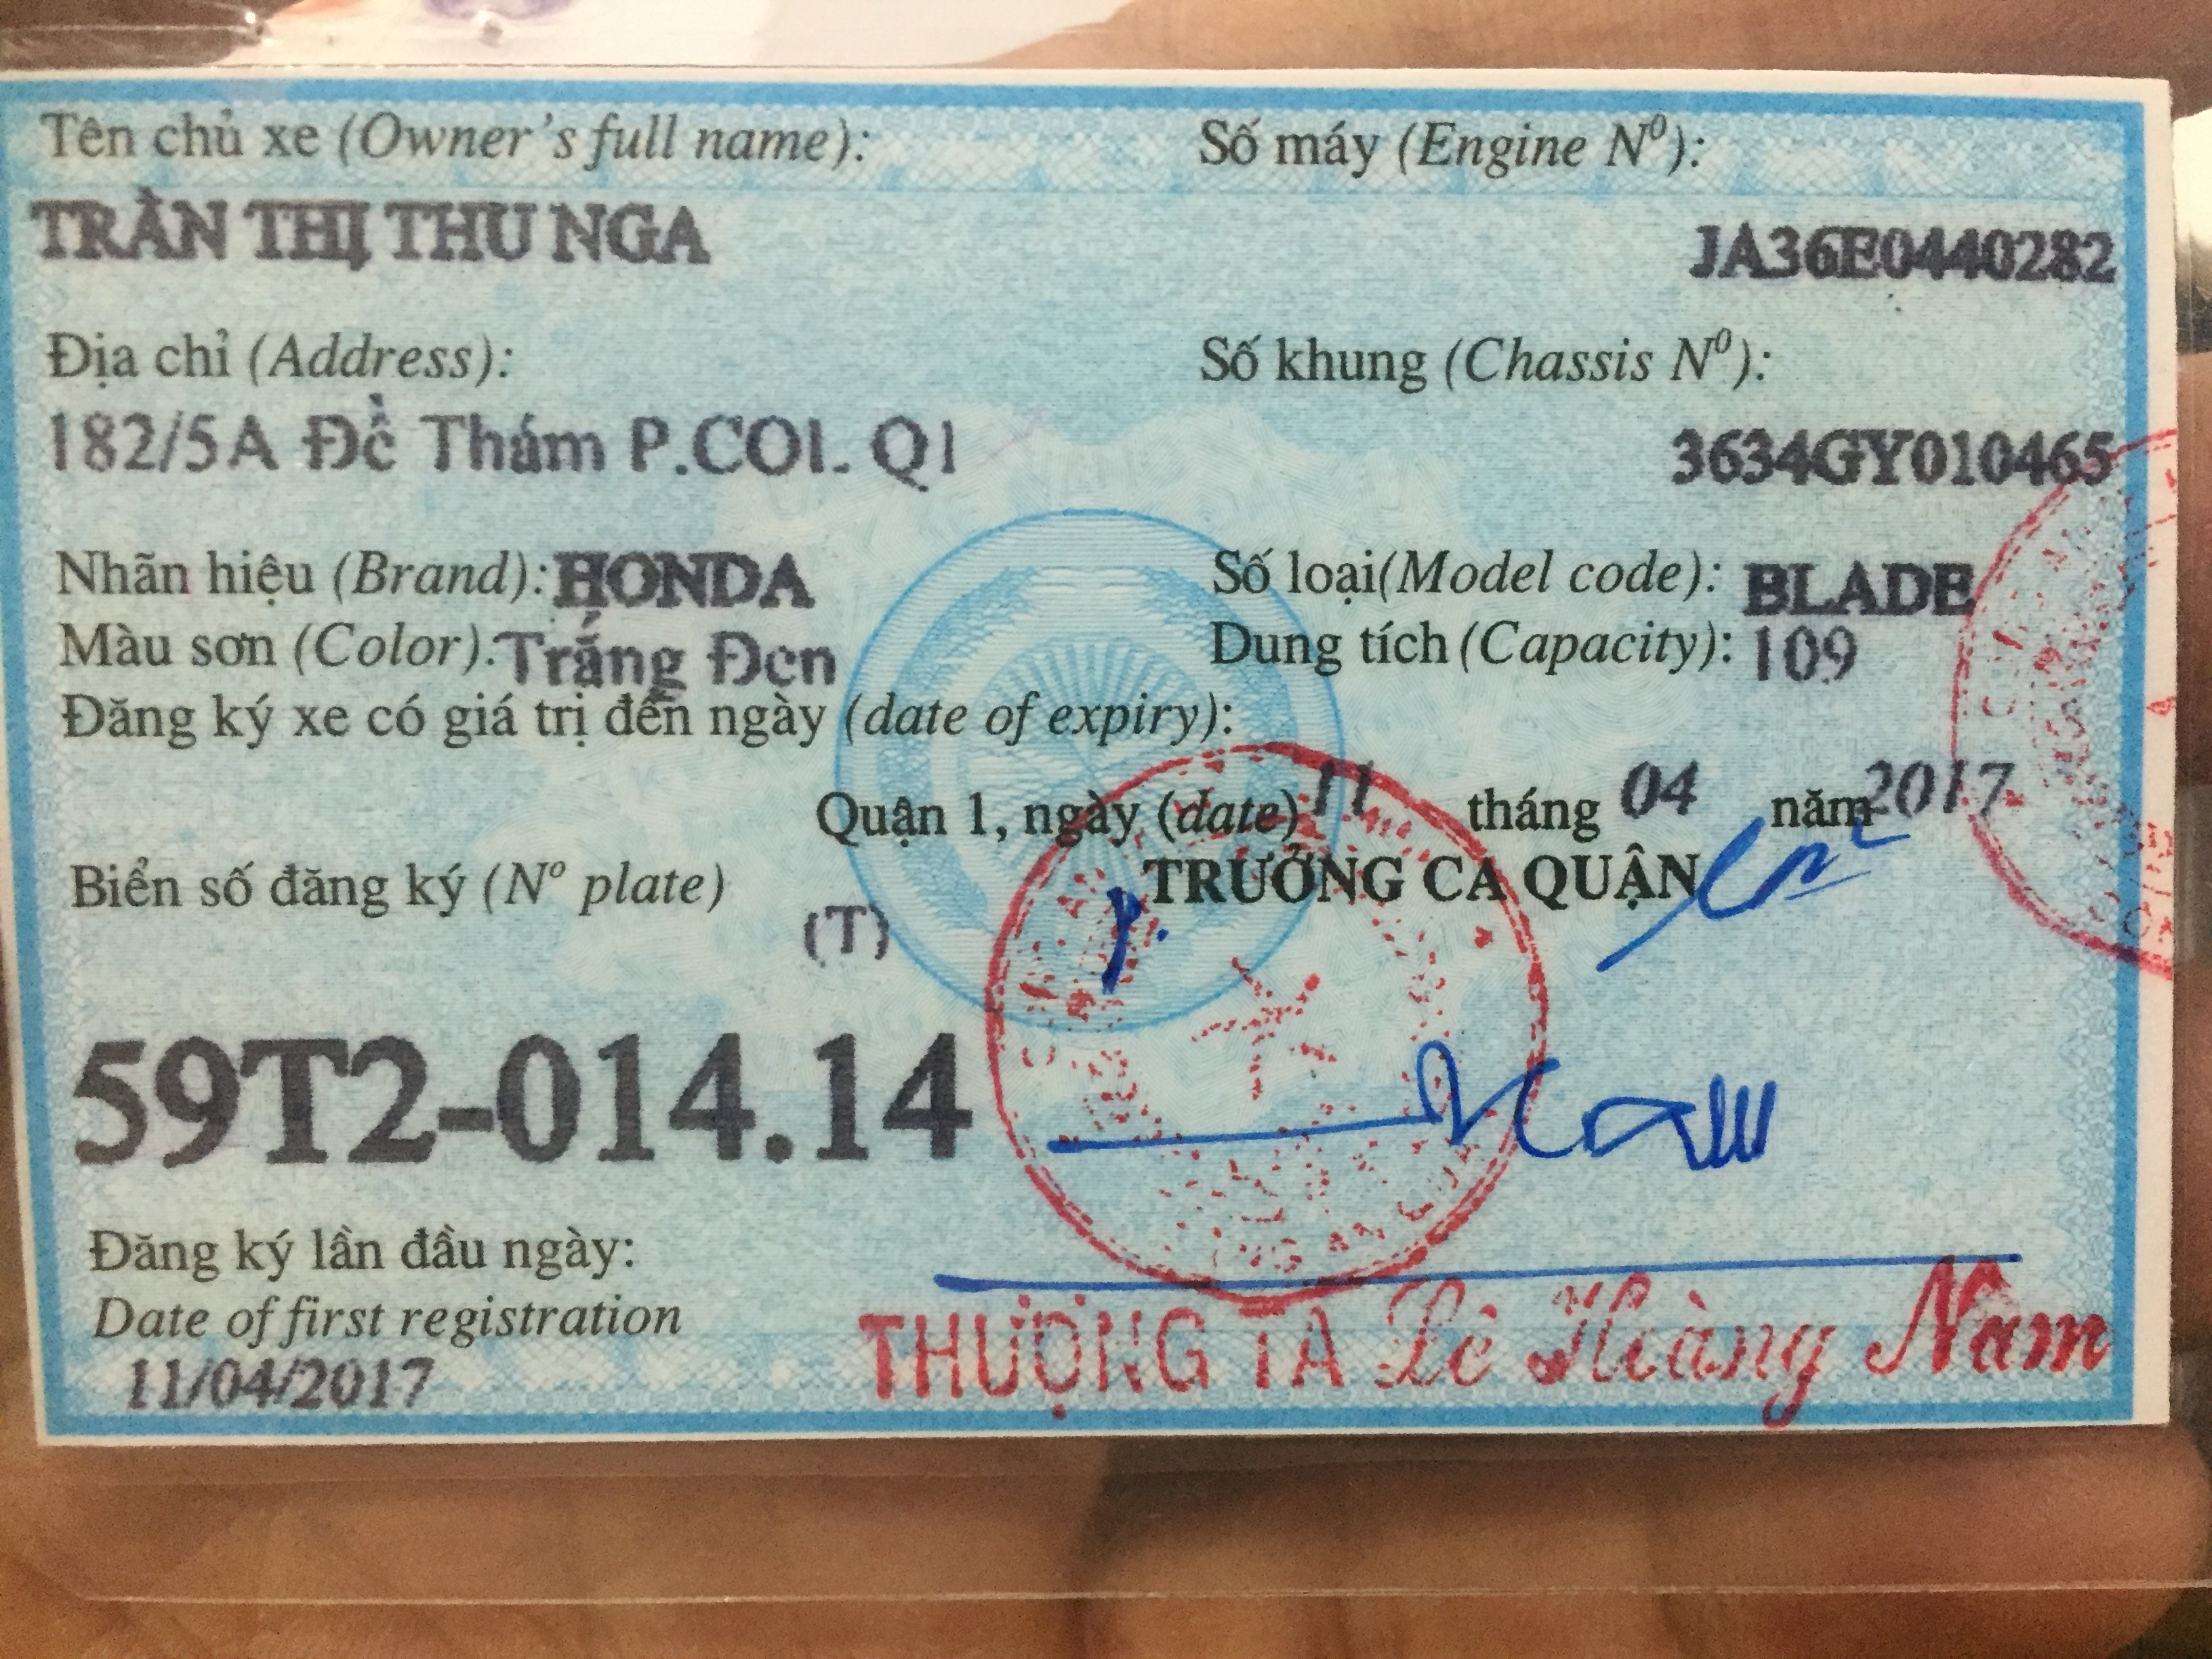 Tên chủ xe (Owner's full name):
TRẦN THỊ THU NGA
Số máy (Engine Nº):
JA36E0440282
Địa chỉ (Address):
182/5A Đề Thám P.COL Q1
Số khung (Chassis Nº):
3634GY010465
Nhãn hiệu (Brand): HONDA
Số loại(Model code): BLADE
Màu sơn (Color): Trắng Đen
Dung tích (Capacity): 109
Đăng ký xe có giá trị đến ngày (date of expiry):
Quận 1, ngày (date) 11 tháng 04 năm 2017
TRƯỞNG CA QUẬN
Biển số đăng ký (Nº plate)
(T)
59T2-014.14
Đăng ký lần đầu ngày:
Date of first registration
11/04/2017
THƯỢNG TÁ Lê Hoàng Nam